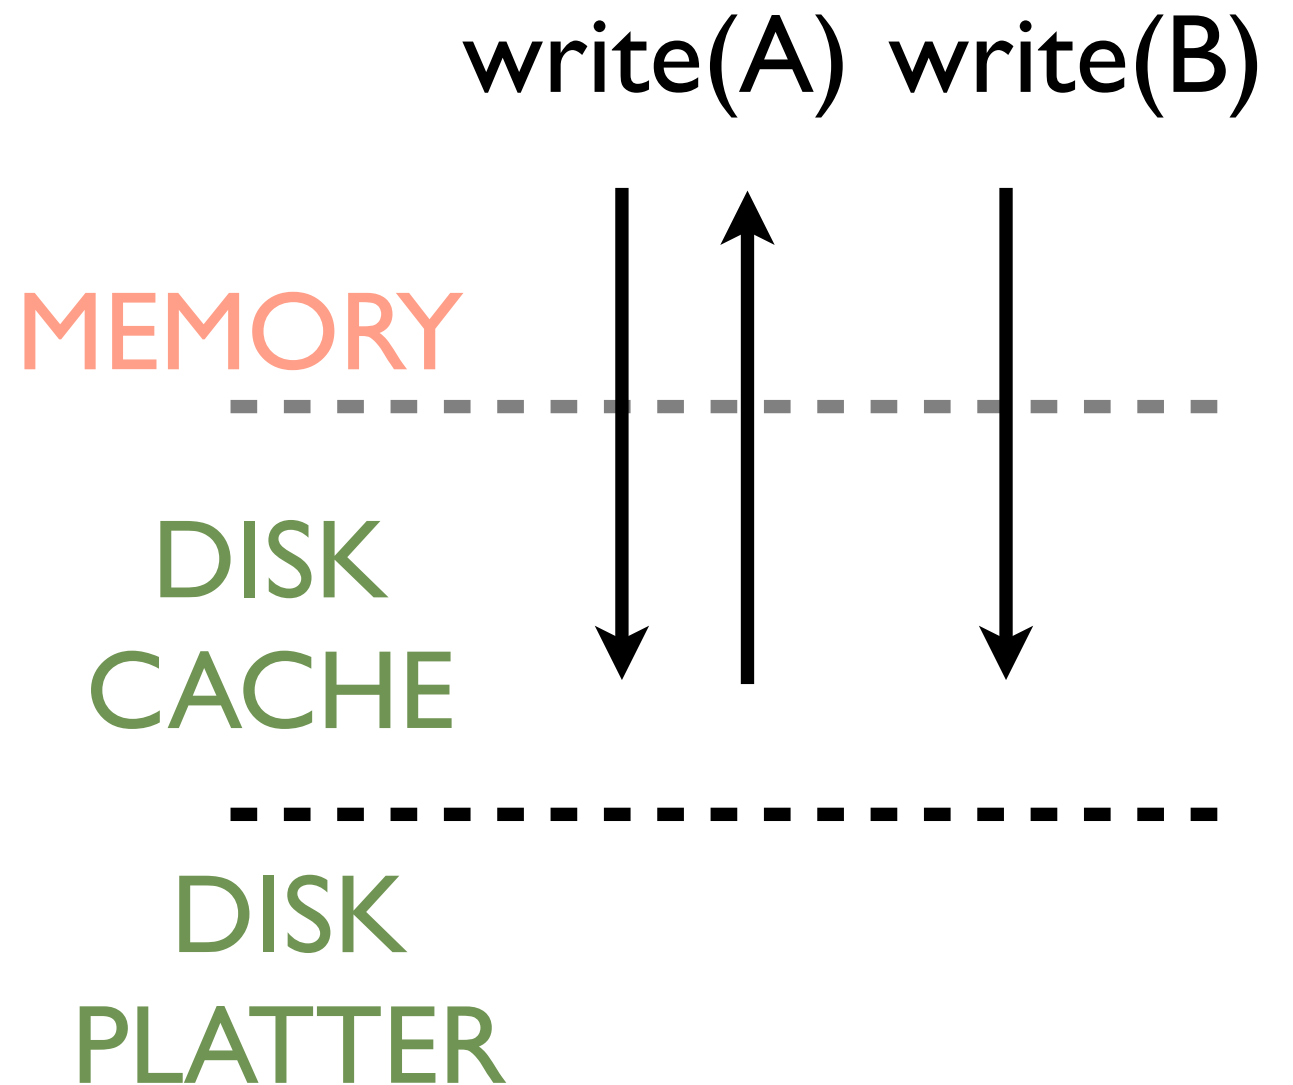 write(A) write(B)
MEMORY
DISK
CACHE
DISK
PLATTER